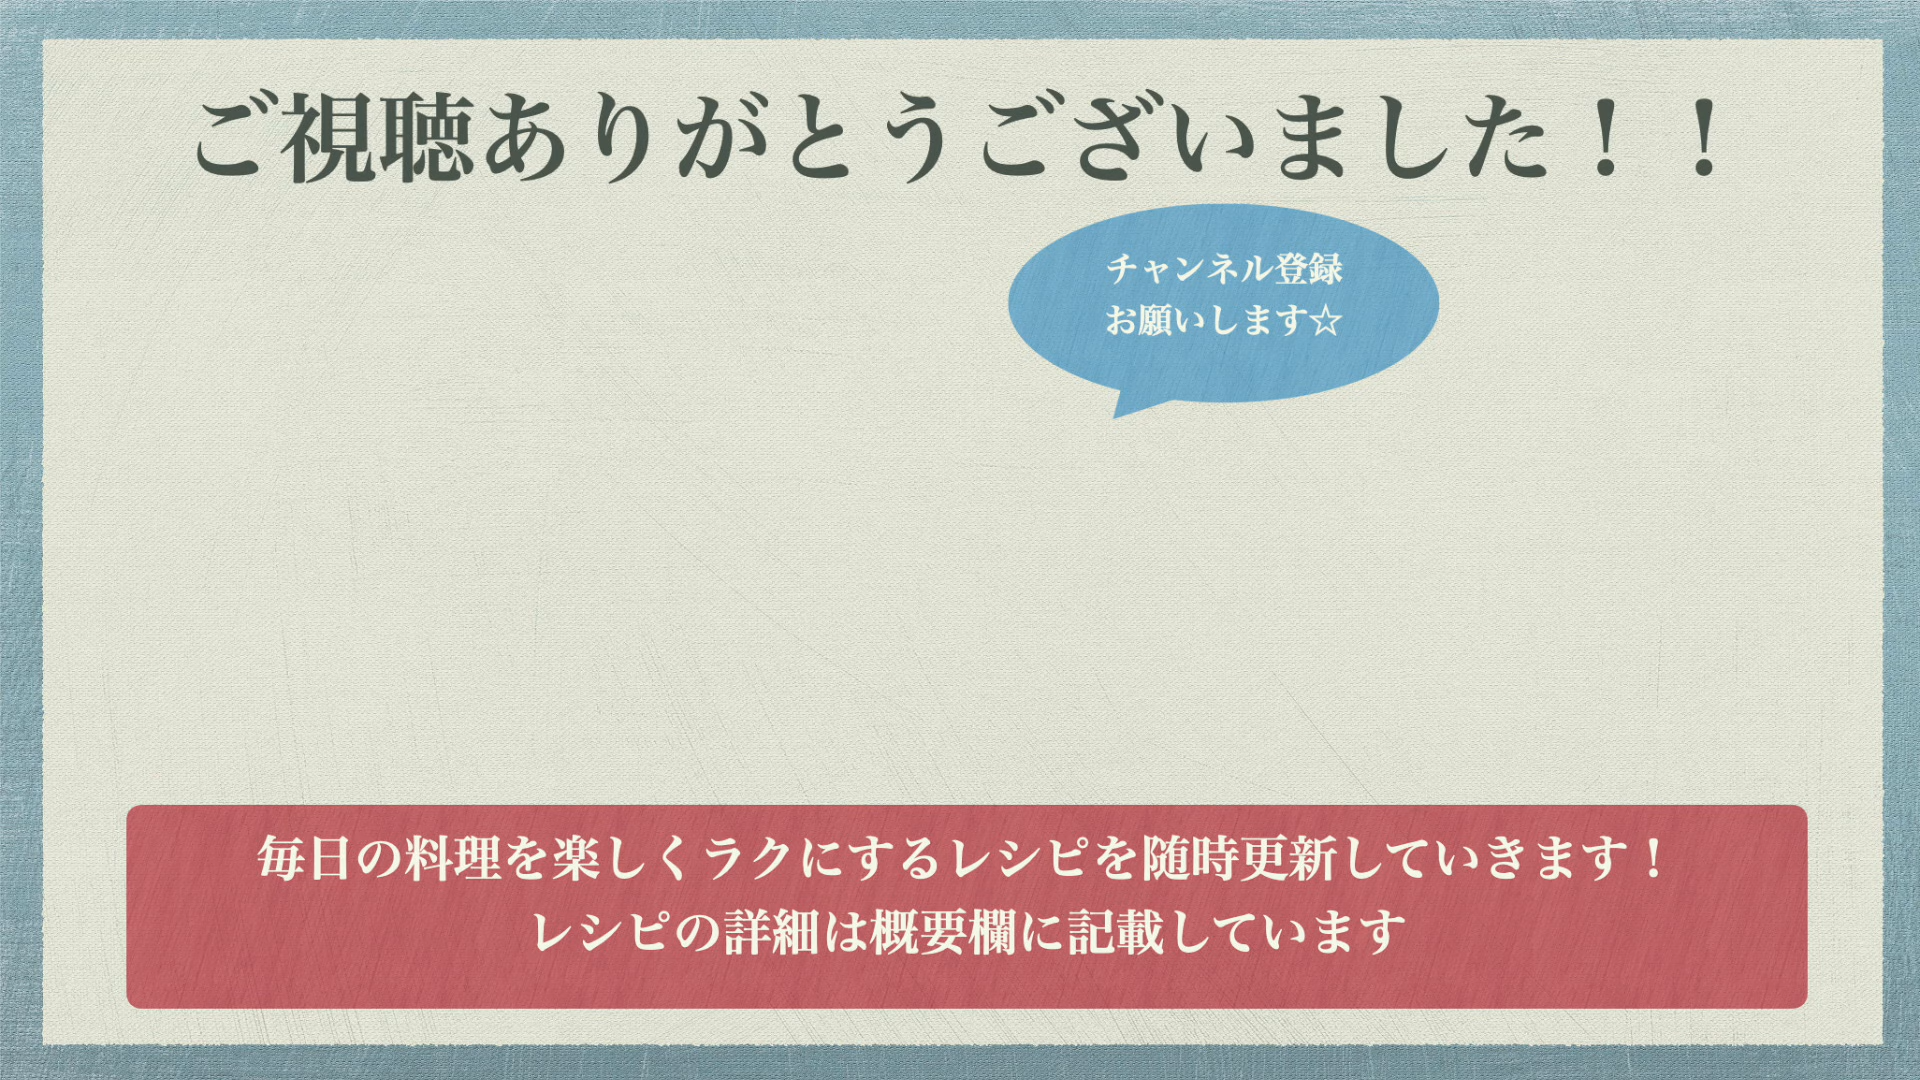 ご視聴ありがとうございました！！
チャンネル登録
お願いします☆
毎日の料理を楽しくラクにするレシピを随時更新していきます！
レシピの詳細は概要欄に記載しています